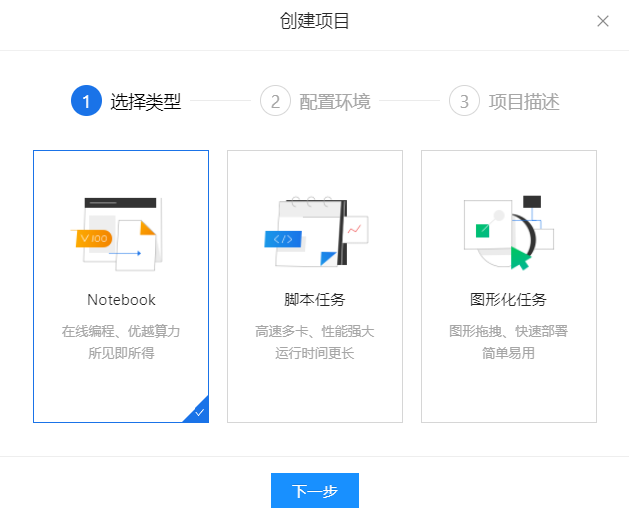 创建项目
1 选择类型
2 配置环境
3 项目描述
V100
</>
Notebook
脚本任务
图形化任务
在线编程、优越算力
所见即所得
高速多卡、性能强大
运行时间更长
图形拖拽、快速部署
简单易用
下一步